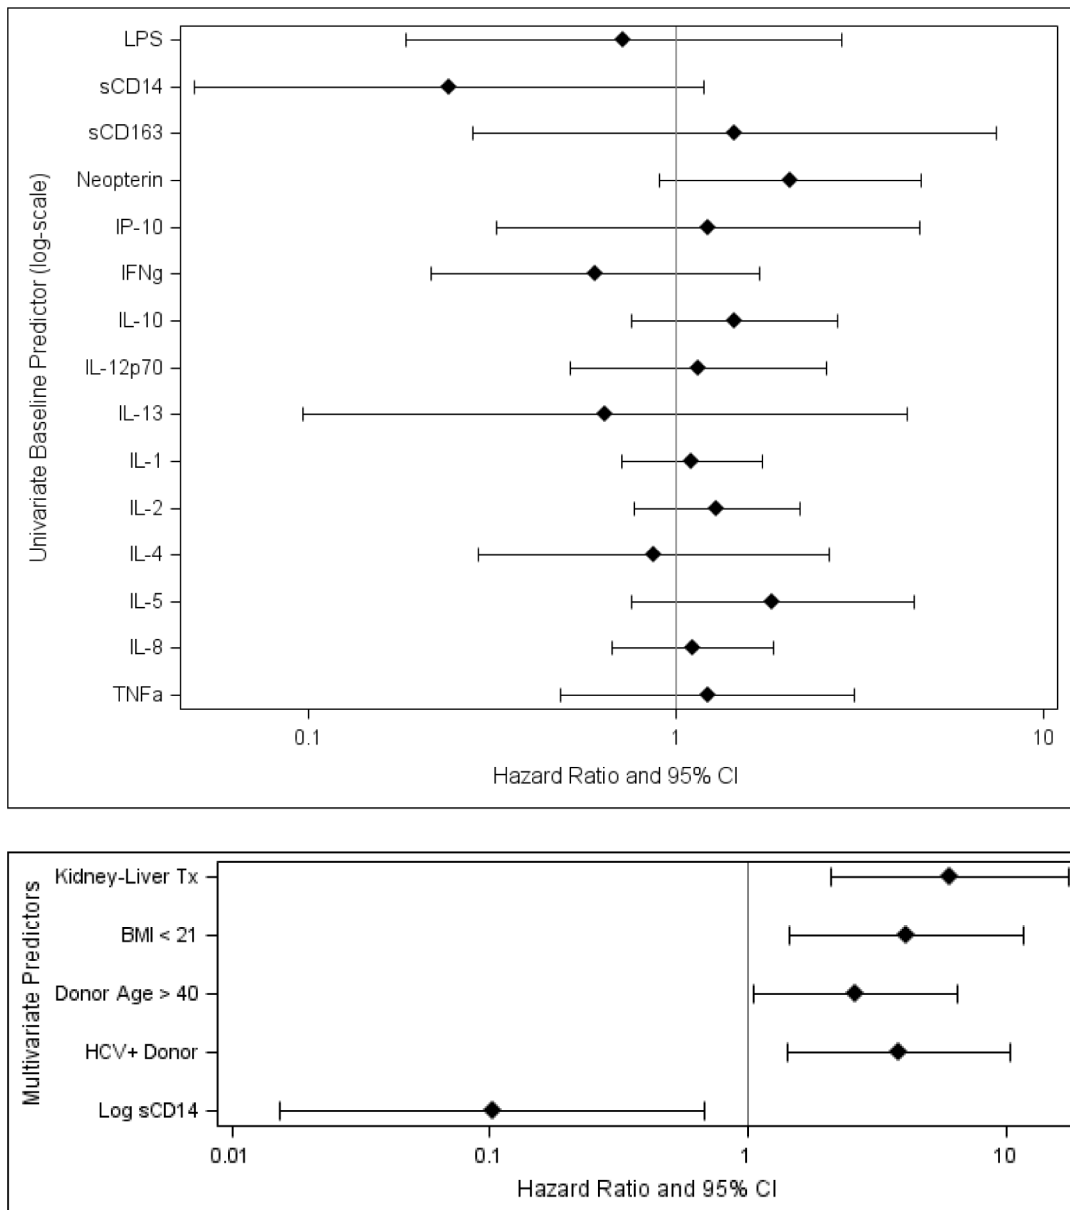 Univariate Baseline Predictor (log-scale)
LPS
sCD14
sCD163
Neopterin
IP-10
IFNg
IL-10
IL-12p70
IL-13
IL-1
IL-2
IL-4
IL-5
IL-8
TNFa
0.1 1 10
Hazard Ratio and 95% CI
Multivariate Predictors
Kidney-Liver Tx
BMI < 21
Donor Age > 40
HCV+ Donor
Log sCD14
0.01 0.1 1 10
Hazard Ratio and 95% CI